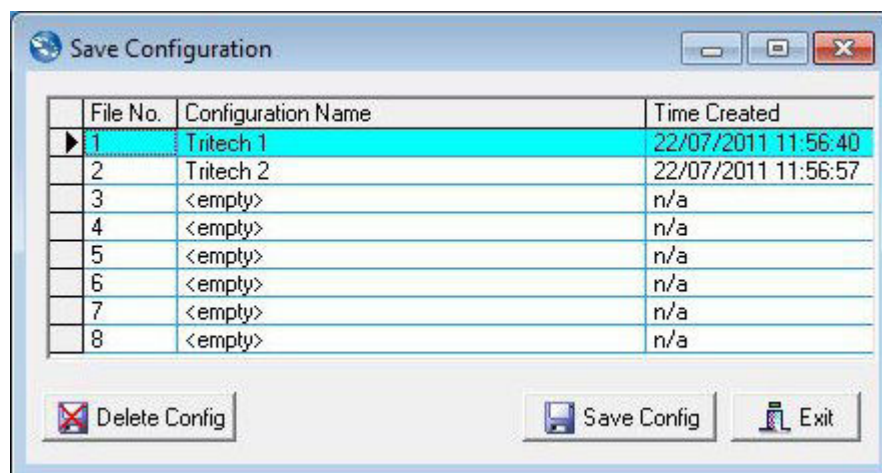 Save Configuration
File No. Configuration Name Time Created
1 Tritech 1 22/07/2011 11:56:40
2 Tritech 2 22/07/2011 11:56:57
3 <empty> n/a
4 <empty> n/a
5 <empty> n/a
6 <empty> n/a
7 <empty> n/a
8 <empty> n/a
Delete Config Save Config Exit